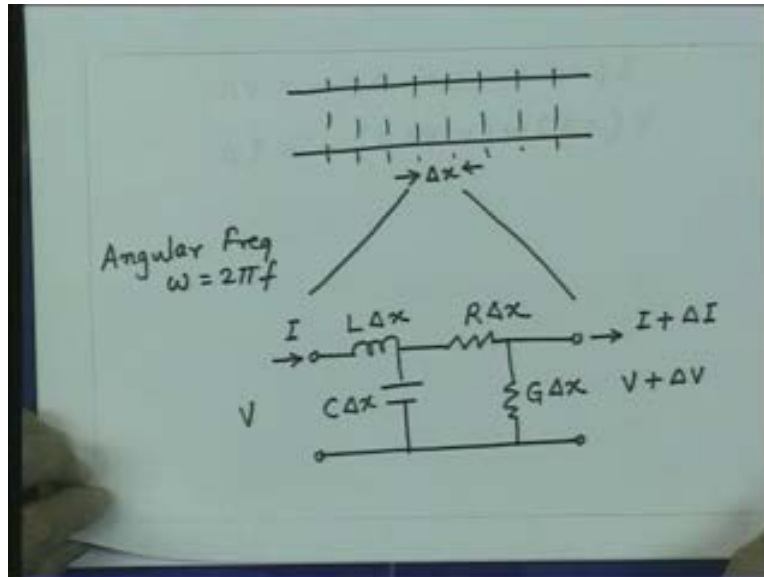 → Δx ←
Angular Freq
ω = 2πf
I
LΔx
RΔx
I + ΔI
V
CΔx
GΔx
V + ΔV